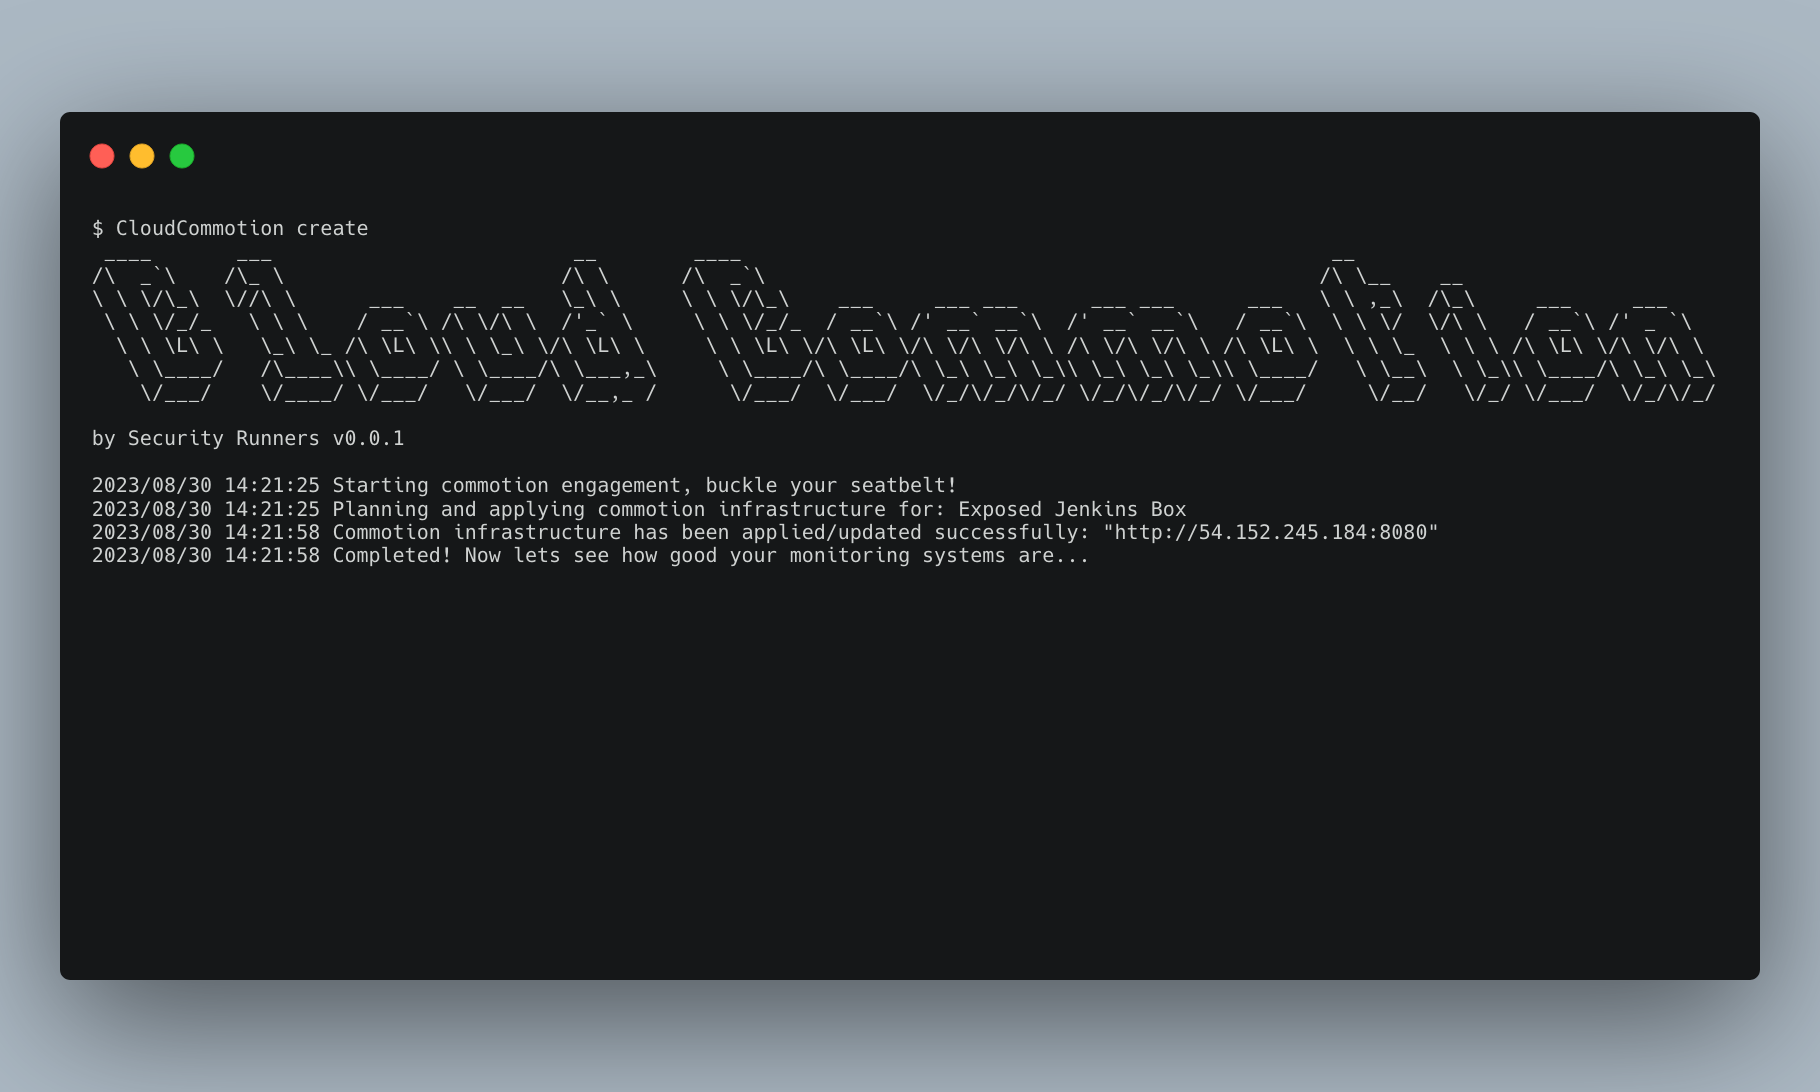 $ CloudCommotion create
Cloud Commotion
by Security Runners v0.0.1
2023/08/30 14:21:25 Starting commotion engagement, buckle your seatbelt!
2023/08/30 14:21:25 Planning and applying commotion infrastructure for: Exposed Jenkins Box
2023/08/30 14:21:58 Commotion infrastructure has been applied/updated successfully: "http://54.152.245.184:8080"
2023/08/30 14:21:58 Completed! Now lets see how good your monitoring systems are...